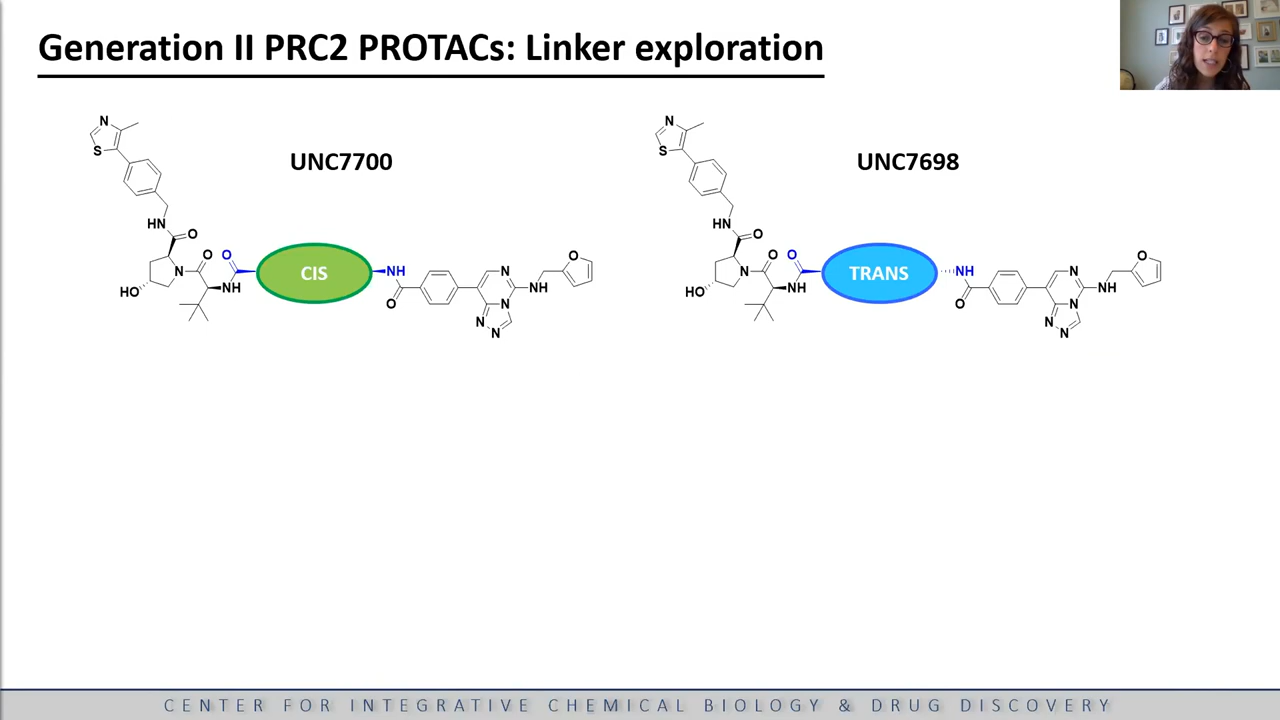 Generation II PRC2 PROTACs: Linker exploration
UNC7700
UNC7698
N
S
HN
O
N
O
O
HO
NH
CIS
NH
O
N
N
NH
O
N
N
N
S
HN
O
N
O
O
HO
NH
TRANS
NH
O
N
N
NH
O
N
N
CENTER FOR INTEGRATIVE CHEMICAL BIOLOGY & DRUG DISCOVERY